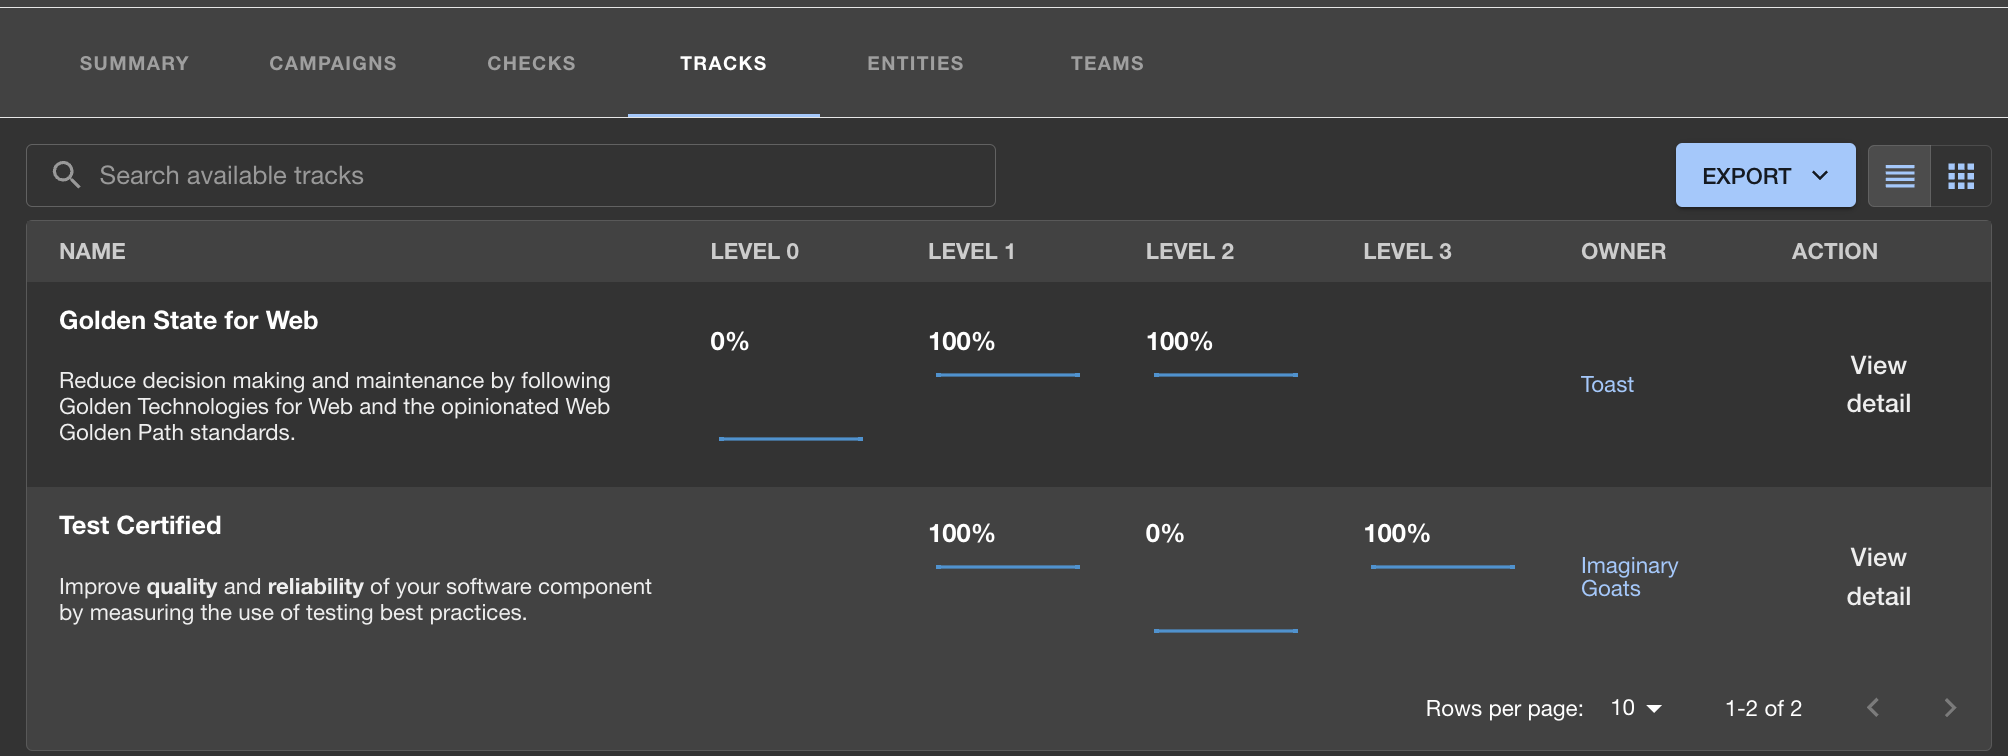 SUMMARY CAMPAIGNS CHECKS TRACKS ENTITIES TEAMS
Search available tracks
EXPORT
NAME LEVEL 0 LEVEL 1 LEVEL 2 LEVEL 3 OWNER ACTION
Golden State for Web
Reduce decision making and maintenance by following
Golden Technologies for Web and the opinionated Web
Golden Path standards.
0% 100% 100%
Toast
View
detail
Test Certified
Improve quality and reliability of your software component
by measuring the use of testing best practices.
100% 0% 100%
Imaginary
Goats
View
detail
Rows per page: 10 1-2 of 2